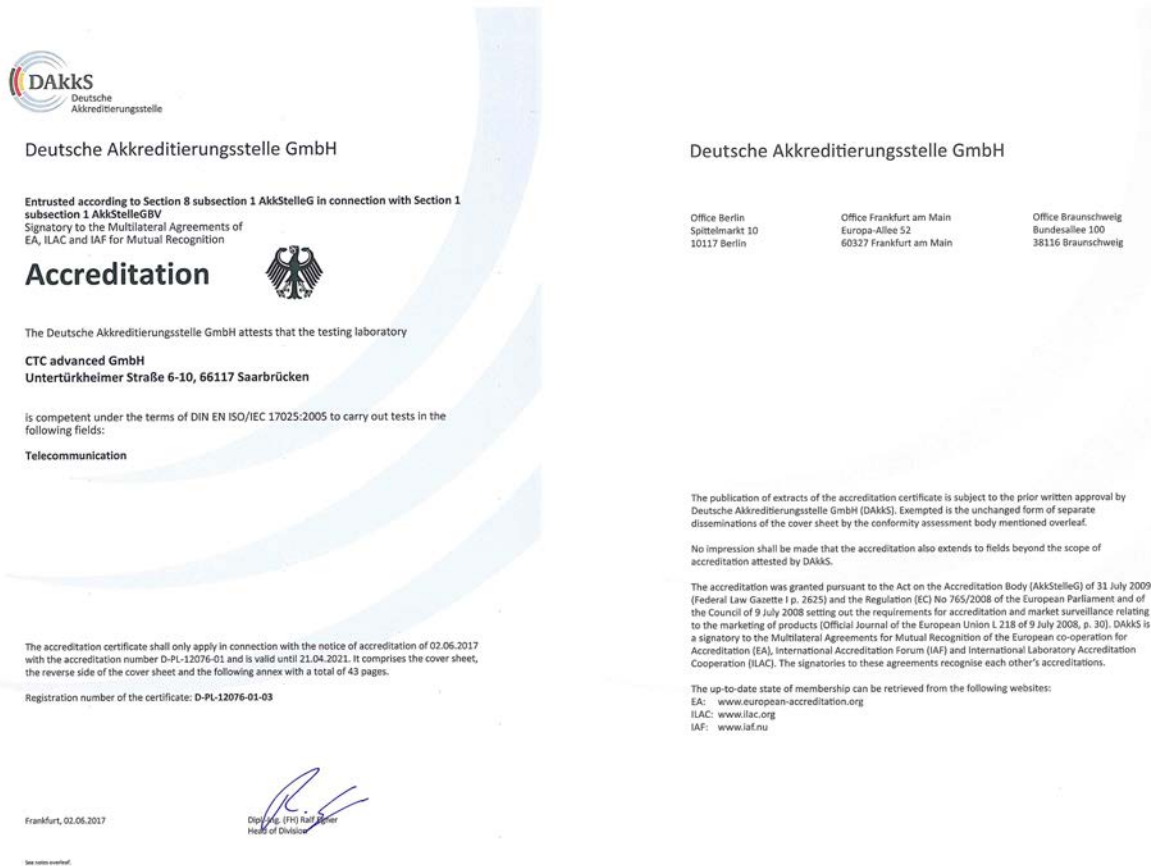 DAkkS
Deutsche
Akkreditierungsstelle
Deutsche Akkreditierungsstelle GmbH
Entrusted according to Section 8 subsection 1 AkkStelleG in connection with Section 1
subsection 1 AkkStelleGBV
Signatory to the Multilateral Agreements of
EA, ILAC and IAF for Mutual Recognition
Accreditation
The Deutsche Akkreditierungsstelle GmbH attests that the testing laboratory
CTC advanced GmbH
Untertürkheimer Straße 6-10, 66117 Saarbrücken
is competent under the terms of DIN EN ISO/IEC 17025:2005 to carry out tests in the
following fields:
Telecommunication
The accreditation certificate shall only apply in connection with the notice of accreditation of 02.06.2017
with the accreditation number D-PL-12076-01 and is valid until 21.04.2021. It comprises the cover sheet,
the reverse side of the cover sheet and the following annex with a total of 43 pages.
Registration number of the certificate: D-PL-12076-01-03
Frankfurt, 02.06.2017
Dipl.-Ing. (FH) Ralf Egner
Head of Division
See notes overleaf.
Deutsche Akkreditierungsstelle GmbH
Office Berlin
Spittelmarkt 10
10117 Berlin
Office Frankfurt am Main
Europa-Allee 52
60327 Frankfurt am Main
Office Braunschweig
Bundesallee 100
38116 Braunschweig
The publication of extracts of the accreditation certificate is subject to the prior written approval by
Deutsche Akkreditierungsstelle GmbH (DAkkS). Exempted is the unchanged form of separate
disseminations of the cover sheet by the conformity assessment body mentioned overleaf.
No impression shall be made that the accreditation also extends to fields beyond the scope of
accreditation attested by DAkkS.
The accreditation was granted pursuant to the Act on the Accreditation Body (AkkStelleG) of 31 July 2009
(Federal Law Gazette I p. 2625) and the Regulation (EC) No 765/2008 of the European Parliament and of
the Council of 9 July 2008 setting out the requirements for accreditation and market surveillance relating
to the marketing of products (Official Journal of the European Union L 218 of 9 July 2008, p. 30). DAkkS is
a signatory to the Multilateral Agreements for Mutual Recognition of the European co-operation for
Accreditation (EA), International Accreditation Forum (IAF) and International Laboratory Accreditation
Cooperation (ILAC). The signatories to these agreements recognise each other's accreditations.
The up-to-date state of membership can be retrieved from the following websites:
EA: www.european-accreditation.org
ILAC: www.ilac.org
IAF: www.iaf.nu